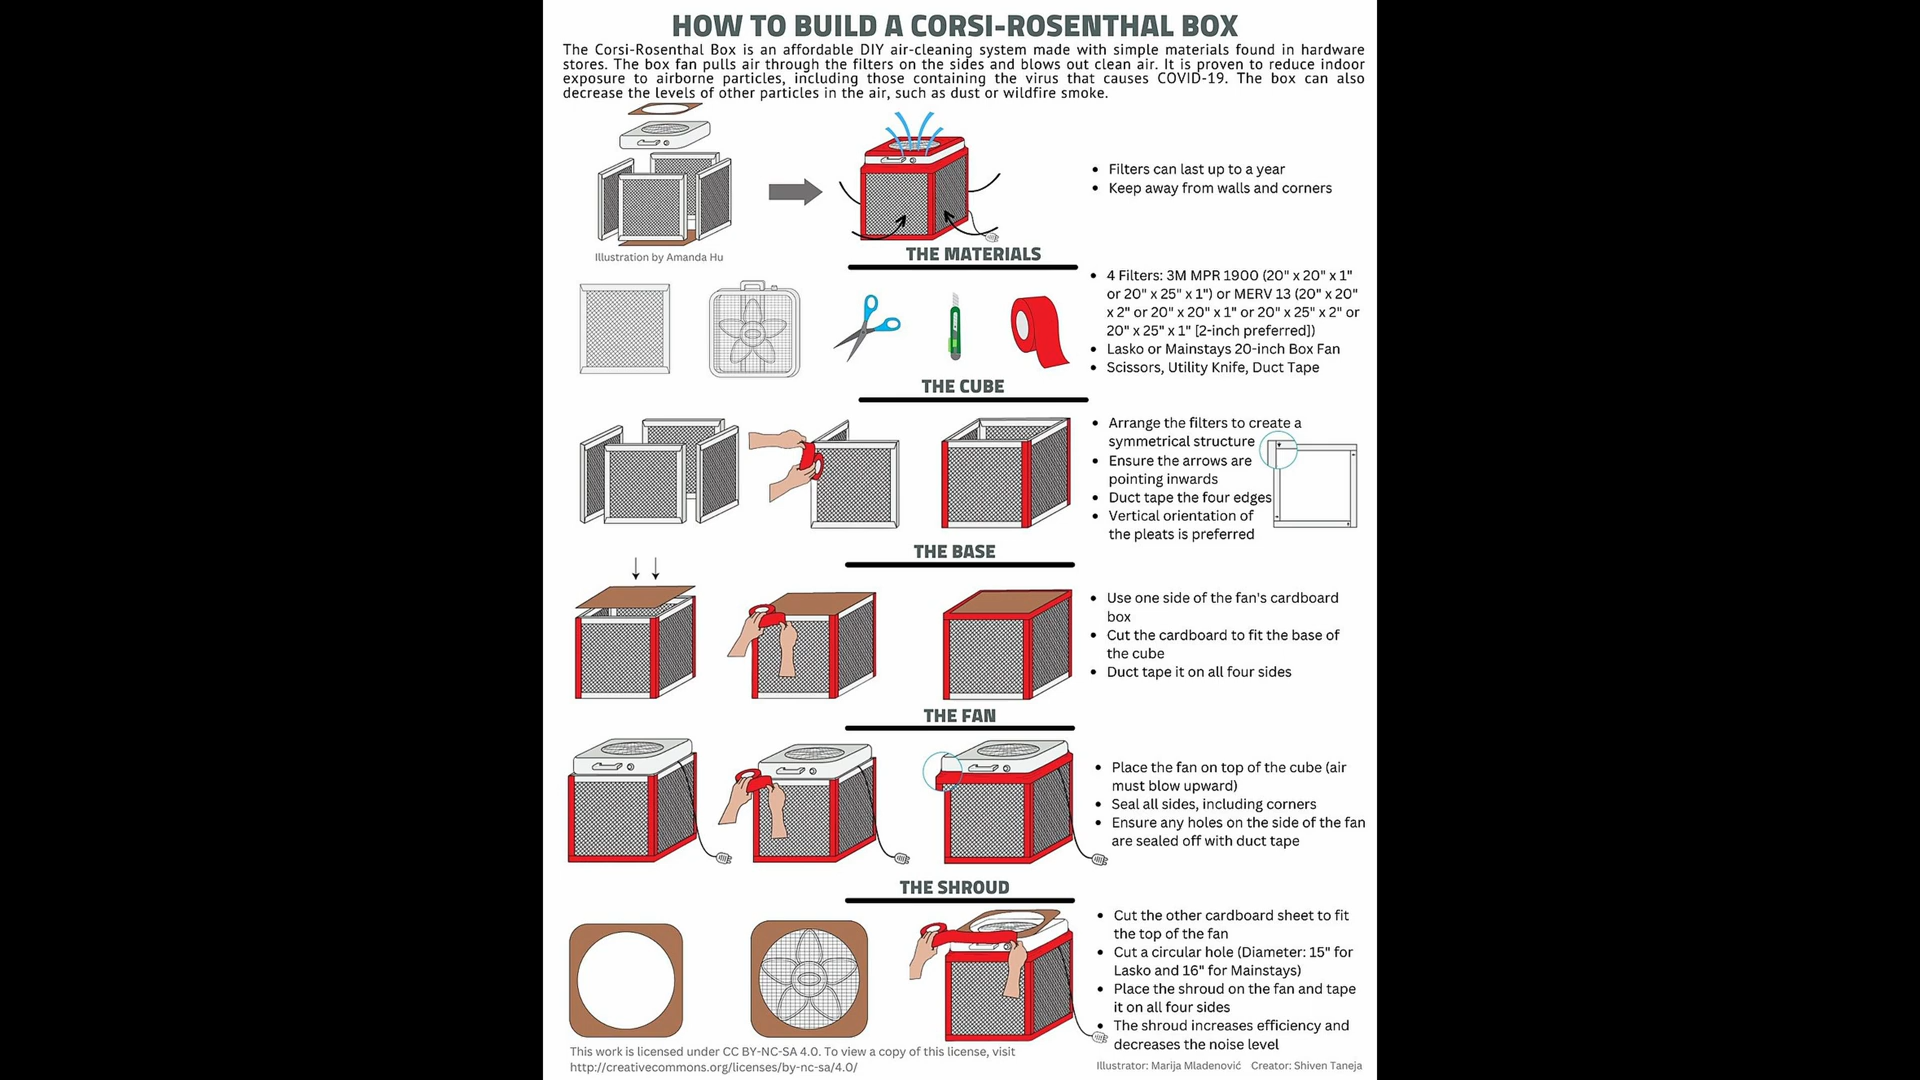 HOW TO BUILD A CORSI-ROSENTHAL BOX
The Corsi-Rosenthal Box is an affordable DIY air-cleaning system made with simple materials found in hardware
stores. The box fan pulls air through the filters on the sides and blows out clean air. It is proven to reduce indoor
exposure to airborne particles, including those containing the virus that causes COVID-19. The box can also
decrease the levels of other particles in the air, such as dust or wildfire smoke.
• Filters can last up to a year
• Keep away from walls and corners
Illustration by Amanda Hu
THE MATERIALS
• 4 Filters: 3M MPR 1900 (20" x 20" x 1"
or 20" x 25" x 1") or MERV 13 (20" x 20"
x 2" or 20" x 20" x 1" or 20" x 25" x 2" or
20" x 25" x 1" [2-inch preferred])
• Lasko or Mainstays 20-inch Box Fan
• Scissors, Utility Knife, Duct Tape
THE CUBE
• Arrange the filters to create a
symmetrical structure
• Ensure the arrows are
pointing inwards
• Duct tape the four edges
• Vertical orientation of
the pleats is preferred
THE BASE
• Use one side of the fan's cardboard
box
• Cut the cardboard to fit the base of
the cube
• Duct tape it on all four sides
THE FAN
• Place the fan on top of the cube (air
must blow upward)
• Seal all sides, including corners
• Ensure any holes on the side of the fan
are sealed off with duct tape
THE SHROUD
• Cut the other cardboard sheet to fit
the top of the fan
• Cut a circular hole (Diameter: 15" for
Lasko and 16" for Mainstays)
• Place the shroud on the fan and tape
it on all four sides
• The shroud increases efficiency and
decreases the noise level
This work is licensed under CC BY-NC-SA 4.0. To view a copy of this license, visit
http://creativecommons.org/licenses/by-nc-sa/4.0/
Illustrator: Marija Mladenović Creator: Shiven Taneja